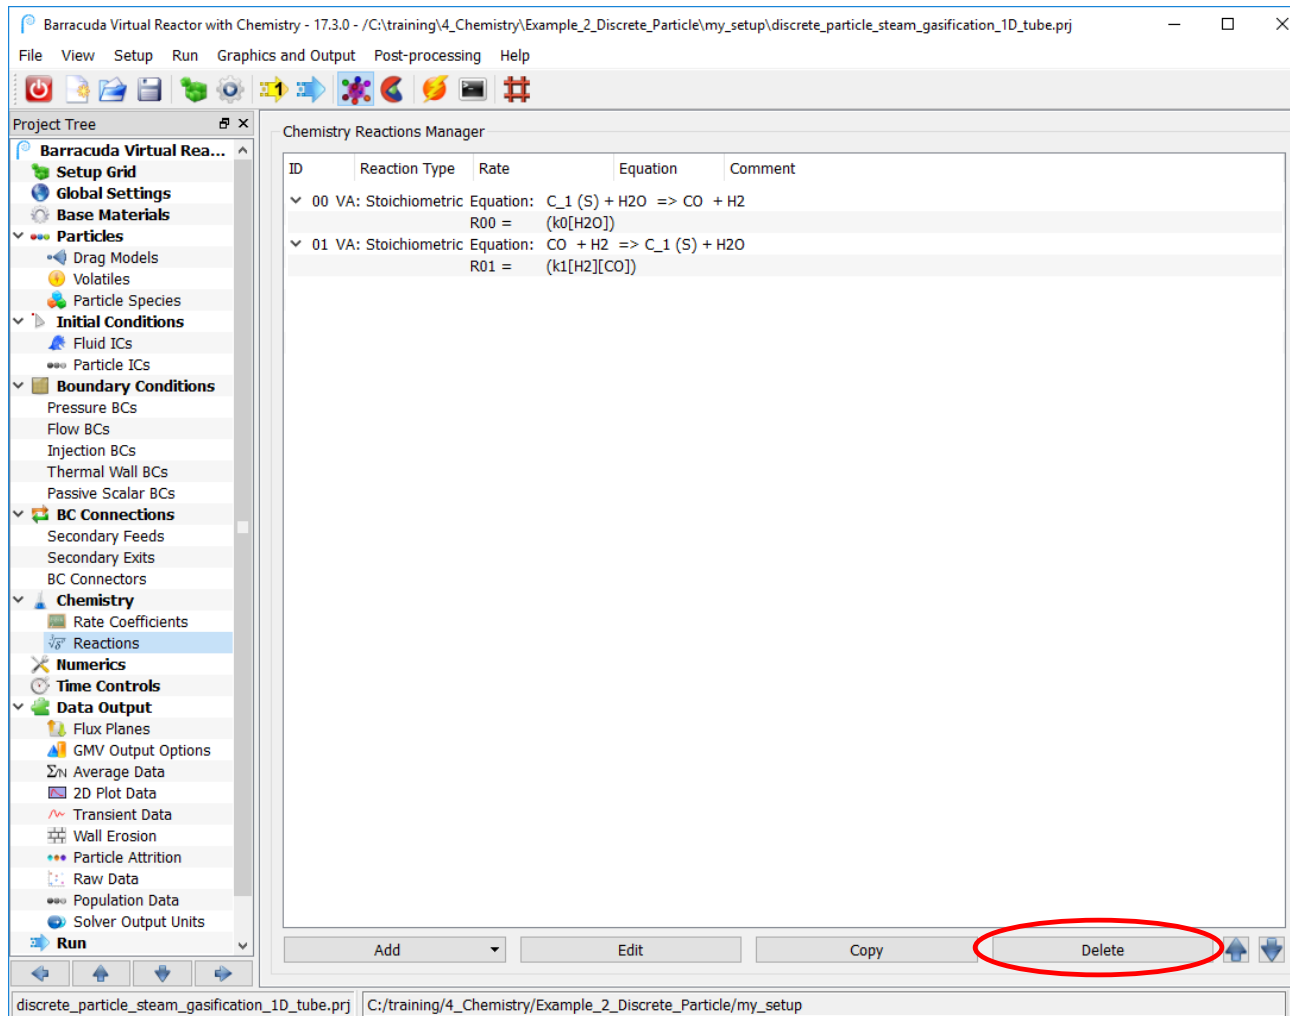 Barracuda Virtual Reactor with Chemistry - 17.3.0 - /C:\training\4_Chemistry\Example_2_Discrete_Particle\my_setup\discrete_particle_steam_gasification_1D_tube.prj
File View Setup Run Graphics and Output Post-processing Help
1
Project Tree
Barracuda Virtual Rea...
Setup Grid
Global Settings
Base Materials
Particles
Drag Models
Volatiles
Particle Species
Initial Conditions
Fluid ICs
Particle ICs
Boundary Conditions
Pressure BCs
Flow BCs
Injection BCs
Thermal Wall BCs
Passive Scalar BCs
BC Connections
Secondary Feeds
Secondary Exits
BC Connectors
Chemistry
Rate Coefficients
Reactions
Numerics
Time Controls
Data Output
Flux Planes
GMV Output Options
Σ/N Average Data
2D Plot Data
Transient Data
Wall Erosion
Particle Attrition
Raw Data
Population Data
Solver Output Units
Run
Chemistry Reactions Manager
ID Reaction Type Rate Equation Comment
00 VA: Stoichiometric Equation: C_1 (S) + H2O => CO + H2
R00 = (k0[H2O])
01 VA: Stoichiometric Equation: CO + H2 => C_1 (S) + H2O
R01 = (k1[H2][CO])
Add Edit Copy Delete
discrete_particle_steam_gasification_1D_tube.prj C:/training/4_Chemistry/Example_2_Discrete_Particle/my_setup